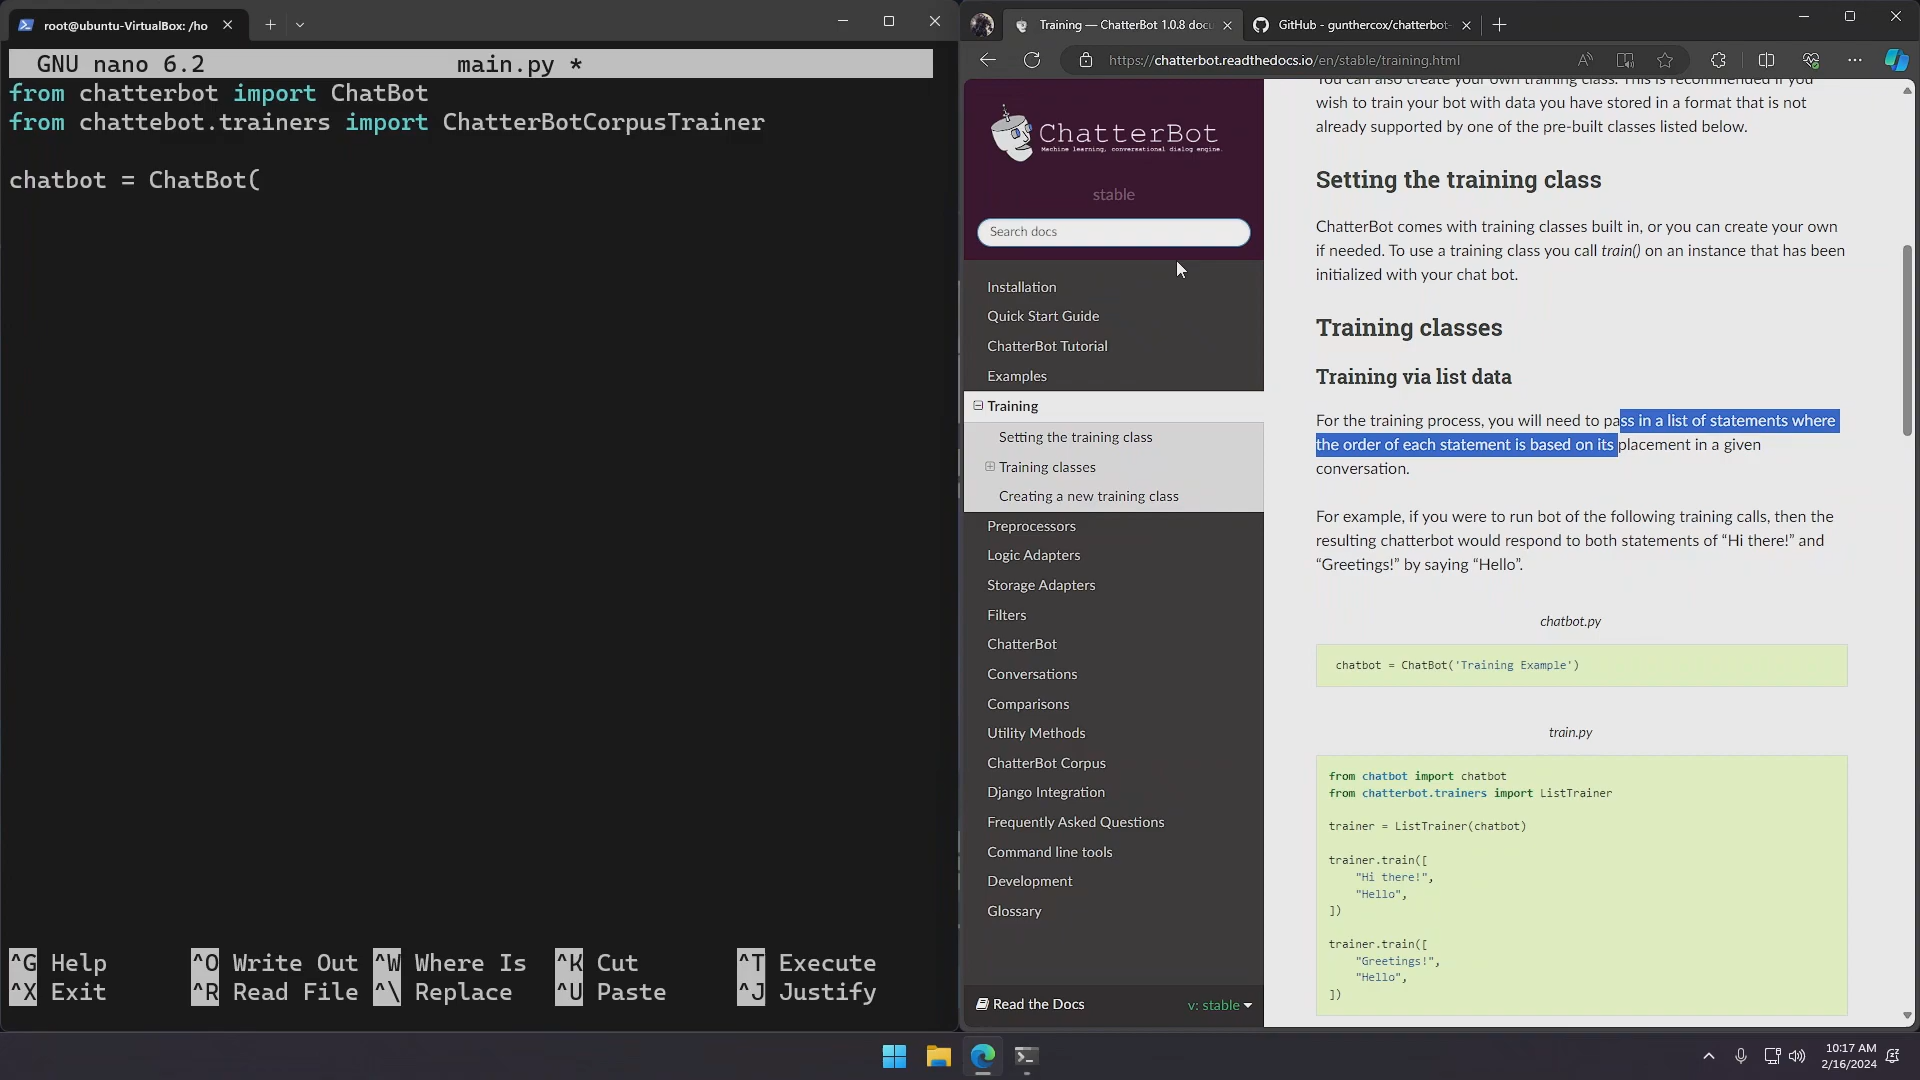 root@ubuntu-VirtualBox: /ho
GNU nano 6.2
main.py *
from chatterbot import ChatBot
from chattebot.trainers import ChatterBotCorpusTrainer
chatbot = ChatBot(
^G Help
^O Write Out
^W Where Is
^K Cut
^T Execute
^X Exit
^R Read File
^\ Replace
^U Paste
^J Justify
Training — ChatterBot 1.0.8 docu
GitHub - gunthercox/chatterbot-
https://chatterbot.readthedocs.io/en/stable/training.html
ChatterBot
Machine learning, conversational dialog engine.
stable
Search docs
Installation
Quick Start Guide
ChatterBot Tutorial
Examples
Training
Setting the training class
Training classes
Creating a new training class
Preprocessors
Logic Adapters
Storage Adapters
Filters
ChatterBot
Conversations
Comparisons
Utility Methods
ChatterBot Corpus
Django Integration
Frequently Asked Questions
Command line tools
Development
Glossary
Read the Docs
v: stable
You can also create your own training class. This is recommended if you
wish to train your bot with data you have stored in a format that is not
already supported by one of the pre-built classes listed below.
Setting the training class
ChatterBot comes with training classes built in, or you can create your own
if needed. To use a training class you call train() on an instance that has been
initialized with your chat bot.
Training classes
Training via list data
For the training process, you will need to pass in a list of statements where
the order of each statement is based on its placement in a given
conversation.
For example, if you were to run bot of the following training calls, then the
resulting chatterbot would respond to both statements of “Hi there!” and
“Greetings!” by saying “Hello”.
chatbot.py
chatbot = ChatBot('Training Example')
train.py
from chatbot import chatbot
from chatterbot.trainers import ListTrainer
trainer = ListTrainer(chatbot)
trainer.train([
"Hi there!",
"Hello",
])
trainer.train([
"Greetings!",
"Hello",
])
10:17 AM
2/16/2024